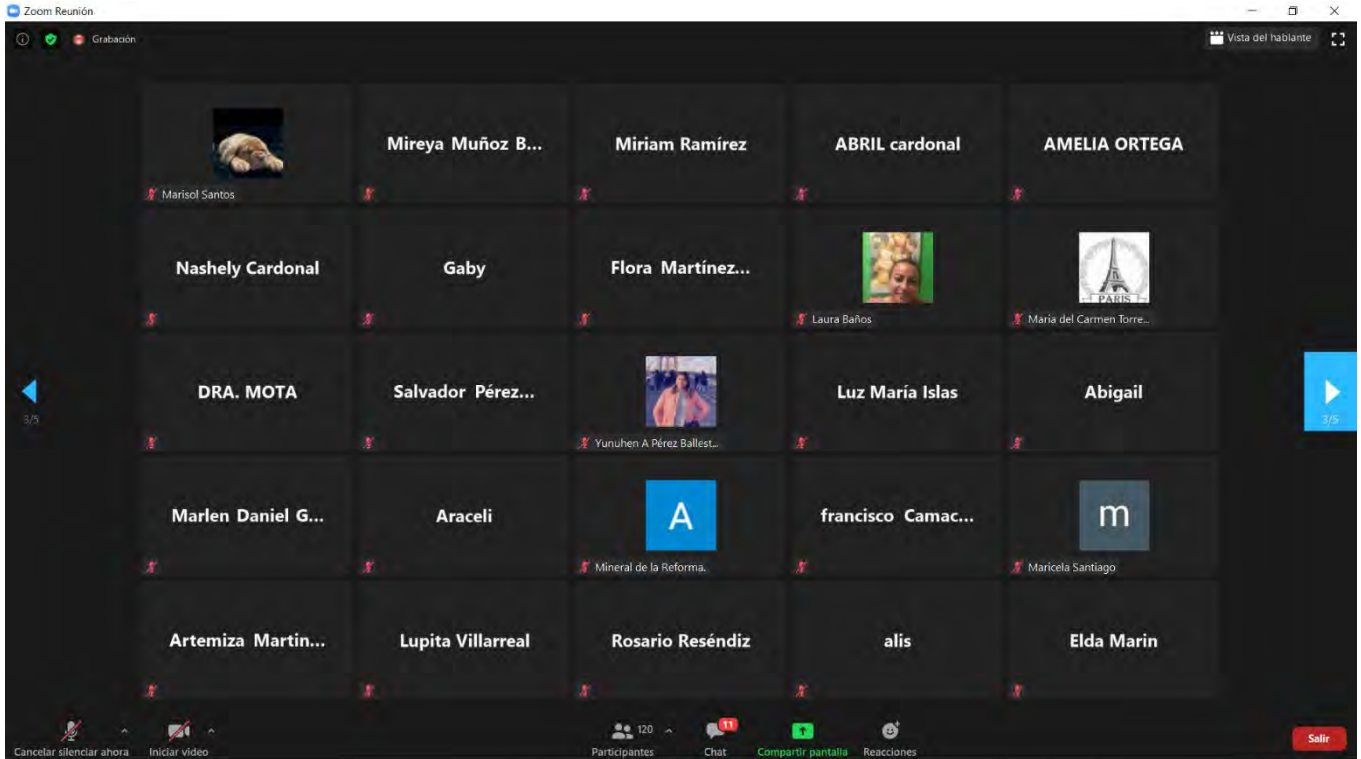 Zoom Reunión
Grabación
Vista del hablante
Marisol Santos
Mireya Muñoz B...
Miriam Ramírez
ABRIL cardonal
AMELIA ORTEGA
Nashely Cardonal
Gaby
Flora Martínez...
Laura Baños
PARIS
Maria del Carmen Torre...
3/5
DRA. MOTA
Salvador Pérez...
Yunuhen A Pérez Ballest...
Luz María Islas
Abigail
3/5
Marlen Daniel G...
Araceli
A
Mineral de la Reforma.
francisco Camac...
m
Maricela Santiago
Artemiza Martin...
Lupita Villarreal
Rosario Reséndiz
alis
Elda Marin
Cancelar silenciar ahora
Iniciar video
120
Participantes
11
Chat
Compartir pantalla
Reacciones
Salir